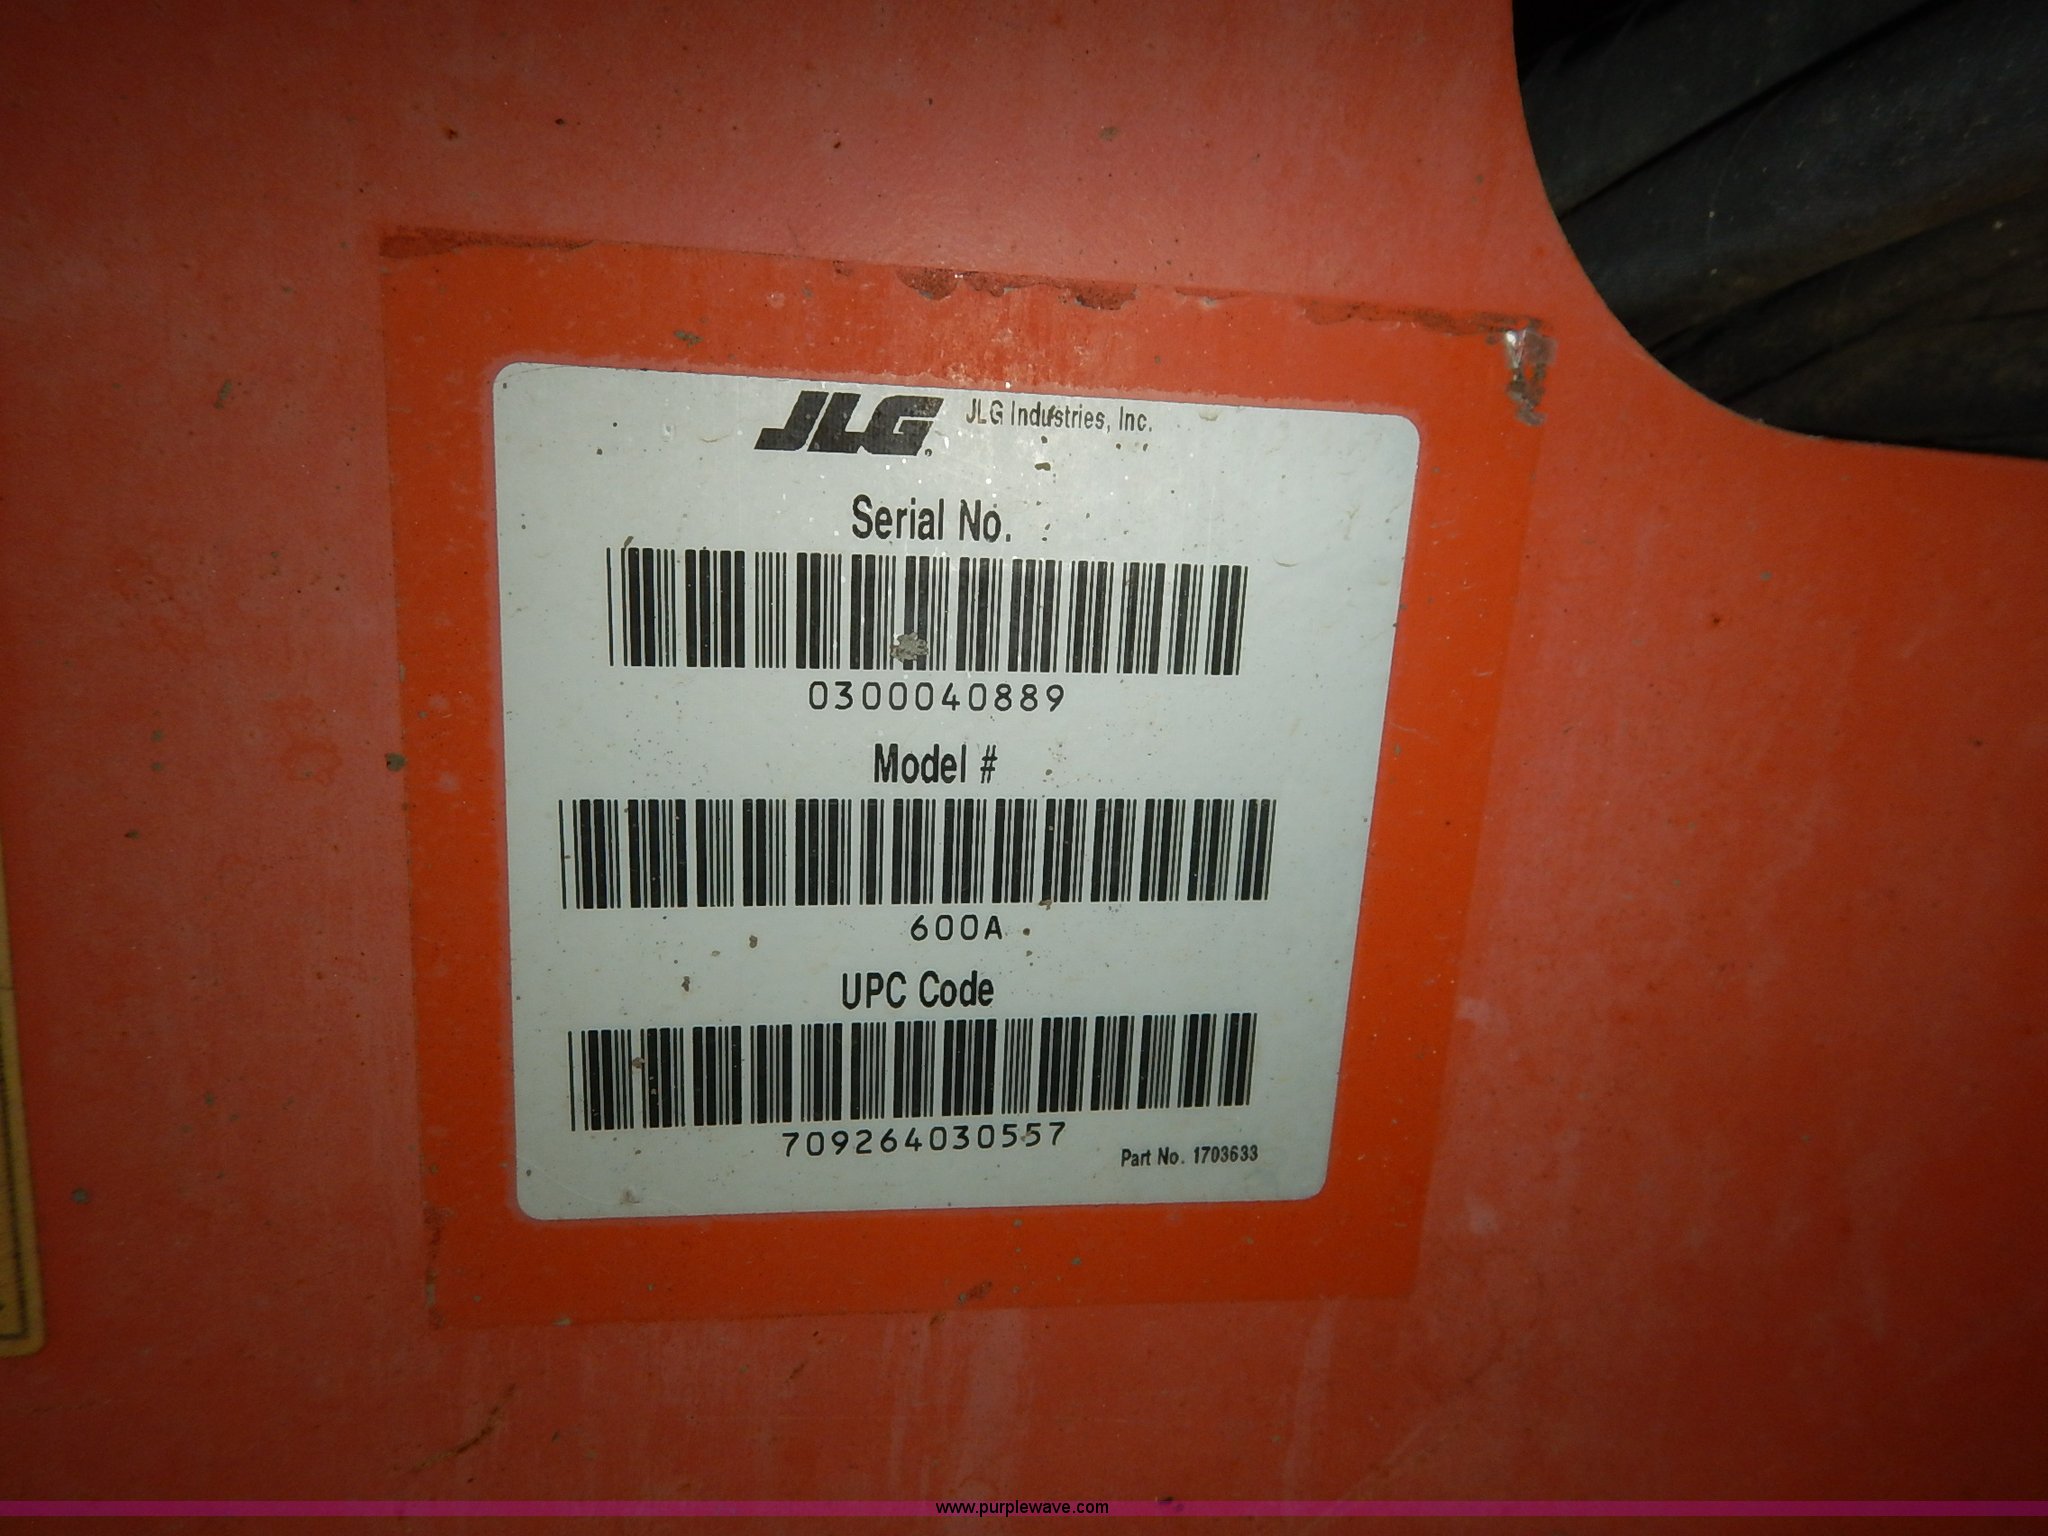 JLG JLG Industries, Inc.
Serial No.
0300040889
Model #
600A
UPC Code
709264030557
Part No. 1703633
www.purplewave.com